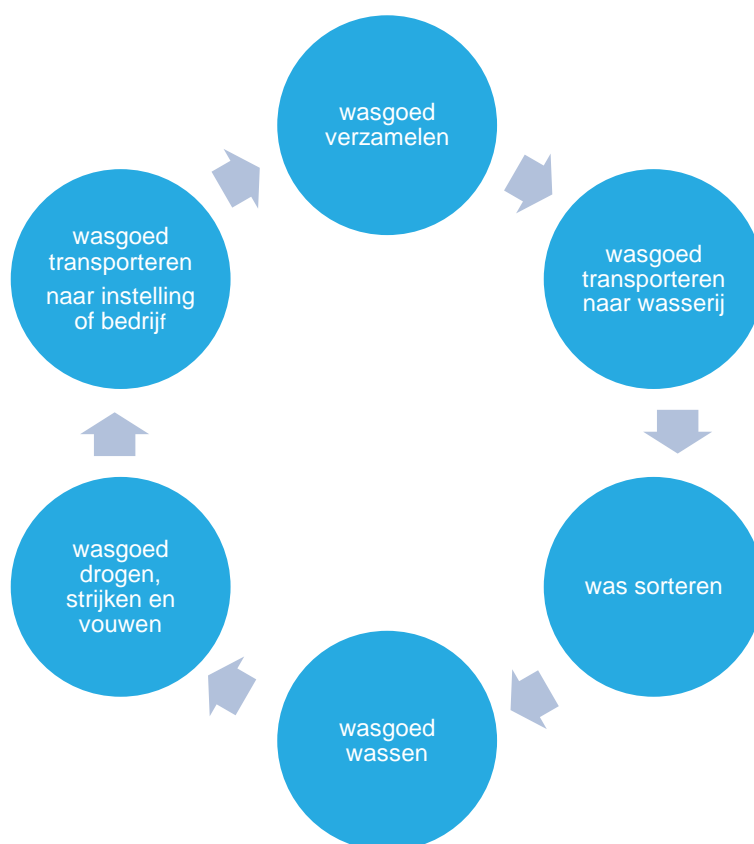 wasgoed
verzamelen
wasgoed
transporteren
naar wasserij
was sorteren
wasgoed
wassen
wasgoed
drogen,
strijken en
vouwen
wasgoed
transporteren
naar instelling
of bedrijf